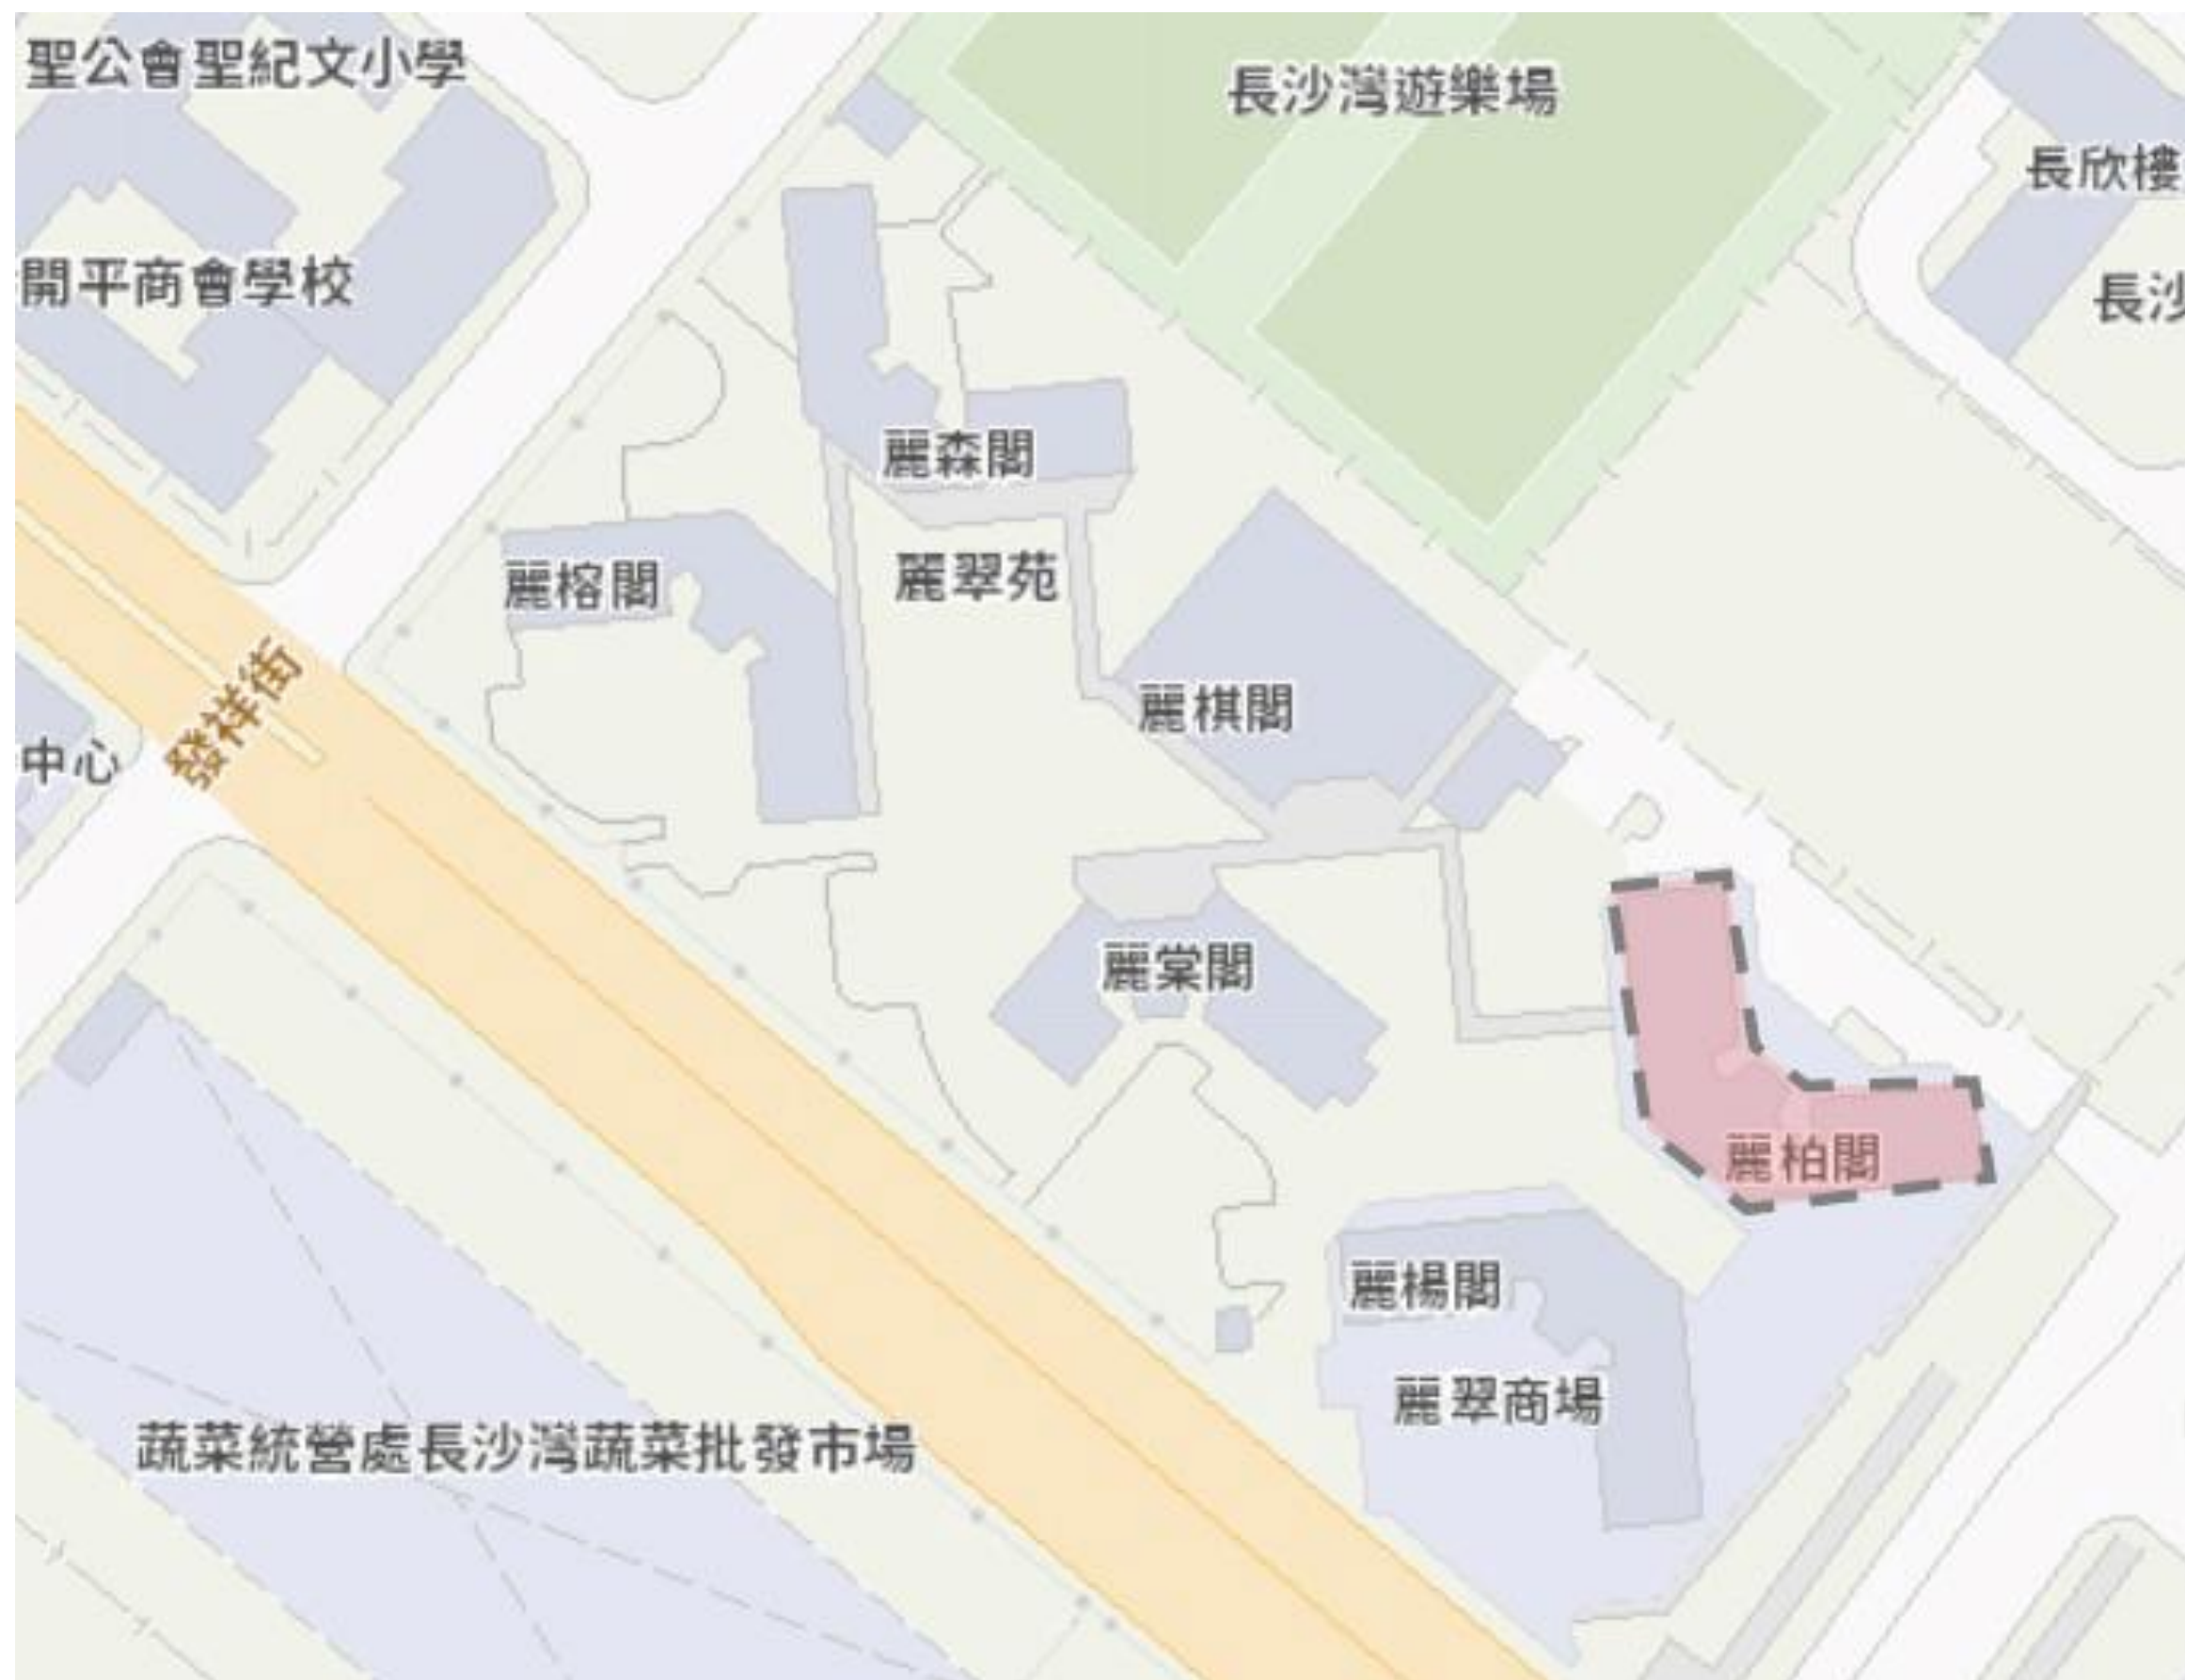 聖公會聖紀文小學
長沙灣遊樂場
長欣樓
開平商會學校
長沙
麗森閣
麗榕閣
麗翠苑
麗棋閣
發祥街
中心
麗棠閣
麗柏閣
麗楊閣
麗翠商場
蔬菜統營處長沙灣蔬菜批發市場